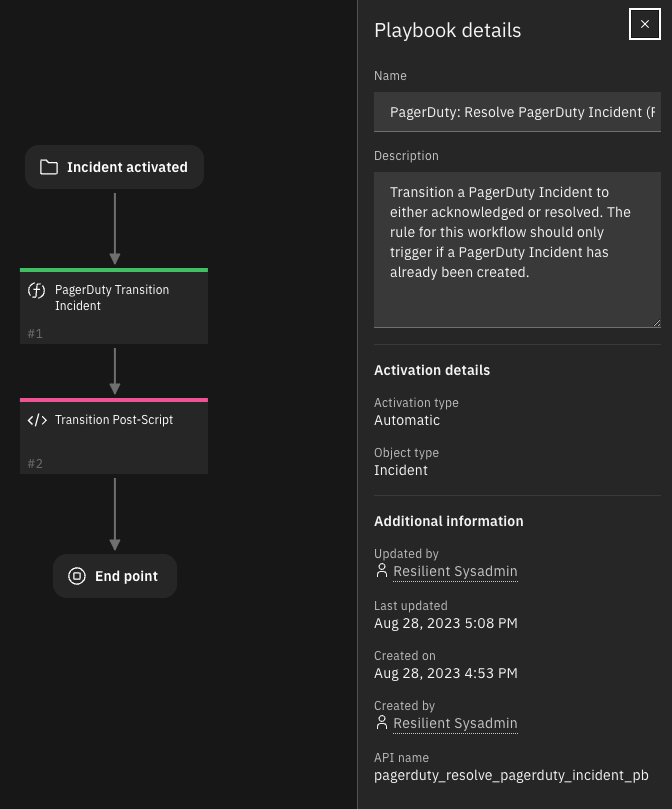 Incident activated
PagerDuty Transition
Incident
#1
Transition Post-Script
#2
End point
Playbook details
Name
PagerDuty: Resolve PagerDuty Incident (
Description
Transition a PagerDuty Incident to
either acknowledged or resolved. The
rule for this workflow should only
trigger if a PagerDuty Incident has
already been created.
Activation details
Activation type
Automatic
Object type
Incident
Additional information
Updated by
Resilient Sysadmin
Last updated
Aug 28, 2023 5:08 PM
Created on
Aug 28, 2023 4:53 PM
Created by
Resilient Sysadmin
API name
pagerduty_resolve_pagerduty_incident_pb